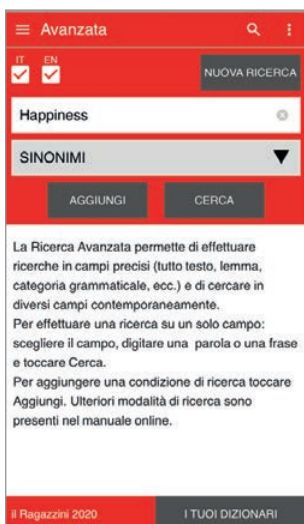 Avanzata
IT EN
NUOVA RICERCA
Happiness
SINONIMI
AGGIUNGI CERCA
La Ricerca Avanzata permette di effettuare
ricerche in campi precisi (tutto testo, lemma,
categoria grammaticale, ecc.) e di cercare in
diversi campi contemporaneamente.
Per effettuare una ricerca su un solo campo:
scegliere il campo, digitare una parola o una frase
e toccare Cerca.
Per aggiungere una condizione di ricerca toccare
Aggiungi. Ulteriori modalità di ricerca sono
presenti nel manuale online.
il Ragazzini 2020 I TUOI DIZIONARI